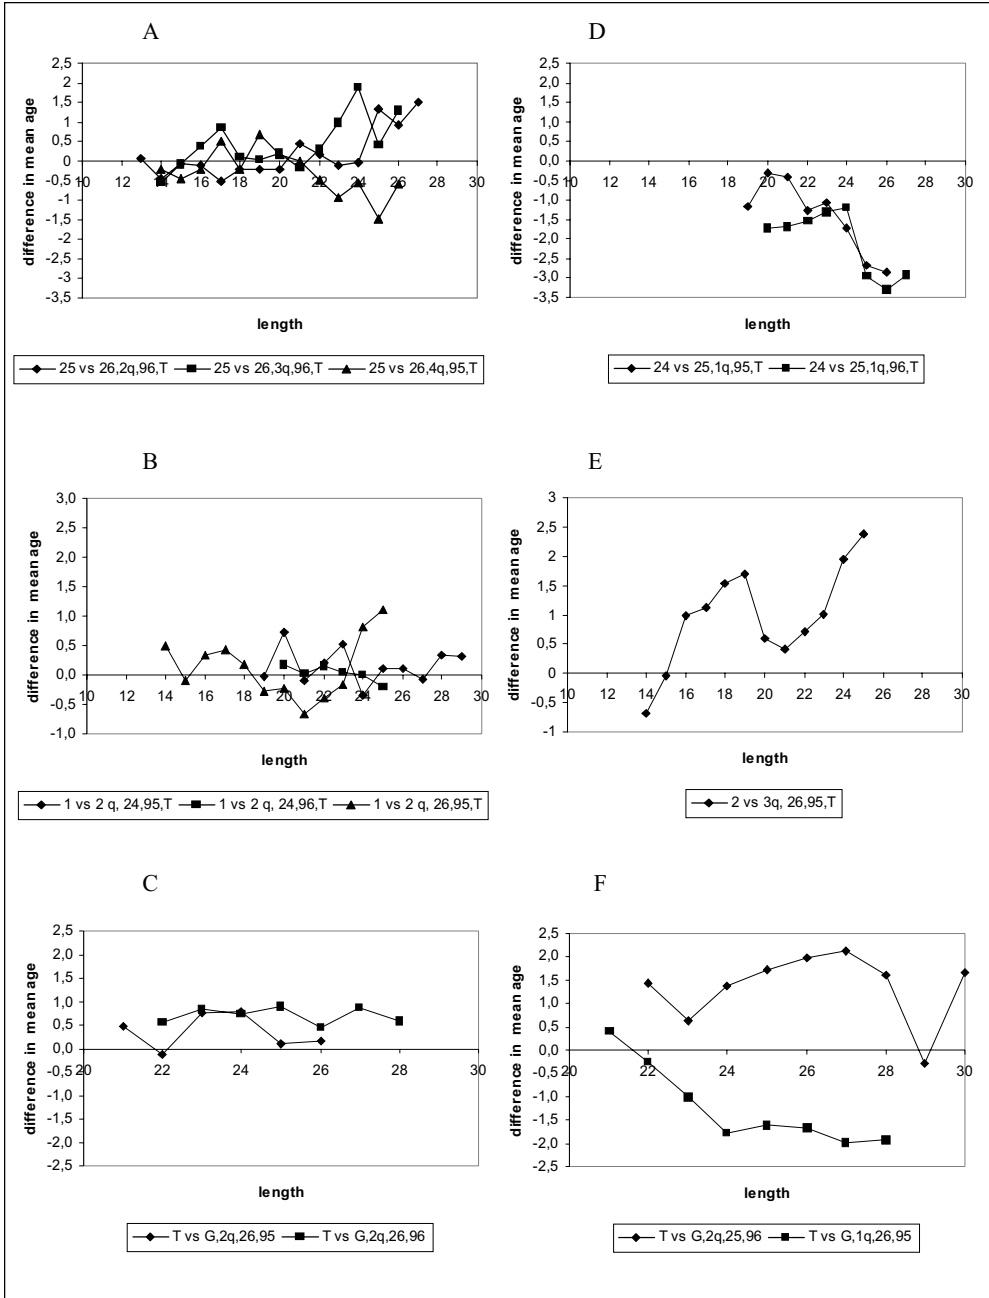 A
difference in mean age
2,5
2
1,5
1
0,5
0
-0,5
-1
-1,5
-2
-2,5
-3
-3,5
10 12 14 16 18 20 22 24 26 28 30
length
25 vs 26,2q,96,T 25 vs 26,3q,96,T 25 vs 26,4q,95,T
D
difference in mean age
2,5
2,0
1,5
1,0
0,5
0,0
-0,5
-1,0
-1,5
-2,0
-2,5
-3,0
-3,5
10 12 14 16 18 20 22 24 26 28 30
length
24 vs 25,1q,95,T 24 vs 25,1q,96,T
B
difference in mean age
3,0
2,5
2,0
1,5
1,0
0,5
0,0
-0,5
-1,0
10 12 14 16 18 20 22 24 26 28 30
length
1 vs 2 q, 24,95,T 1 vs 2 q, 24,96,T 1 vs 2 q, 26,95,T
E
difference in mean age
3
2,5
2
1,5
1
0,5
0
-0,5
-1
10 12 14 16 18 20 22 24 26 28 30
length
2 vs 3q, 26,95,T
C
difference in mean age
2,5
2,0
1,5
1,0
0,5
0,0
-0,5
-1,0
-1,5
-2,0
-2,5
20 22 24 26 28 30
length
T vs G,2q,26,95 T vs G,2q,26,96
F
difference in mean age
2,5
2,0
1,5
1,0
0,5
0,0
-0,5
-1,0
-1,5
-2,0
-2,5
20 22 24 26 28 30
length
T vs G,2q,25,96 T vs G,1q,26,95